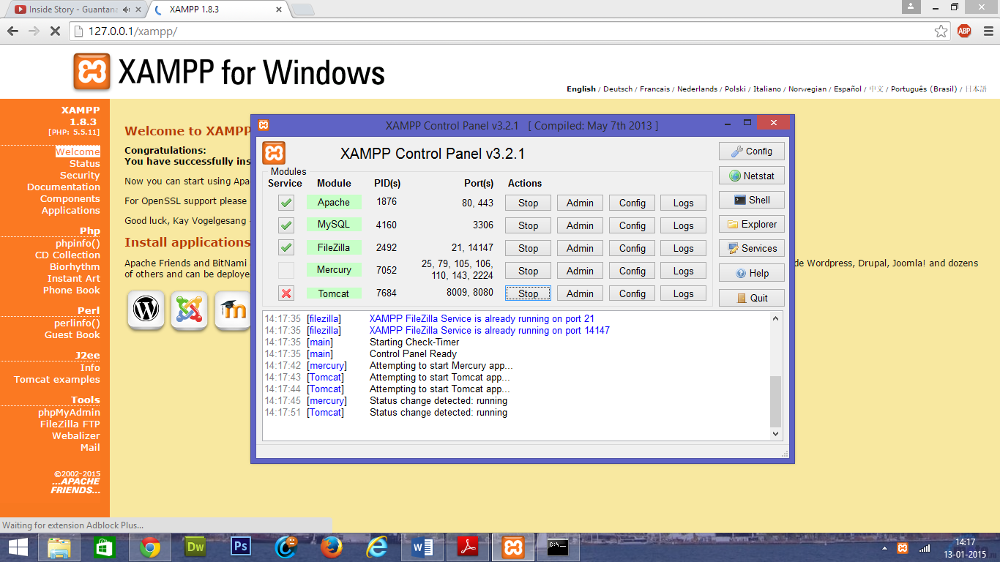 Inside Story - Guantana
XAMPP 1.8.3
127.0.0.1/xampp/
ABP
XAMPP for Windows
English / Deutsch / Francais / Nederlands / Polski / Italiano / Norwegian / Español / 中文 / Português (Brasil) / 日本語
XAMPP
1.8.3
[PHP: 5.5.11]
Welcome
Status
Security
Documentation
Components
Applications
Php
phpinfo()
CD Collection
Biorhythm
Instant Art
Phone Book
Perl
perlinfo()
Guest Book
J2ee
Info
Tomcat examples
Tools
phpMyAdmin
FileZilla FTP
Webalizer
Mail
©2002-2015
...APACHE
FRIENDS...
Welcome to XAMPP
Congratulations:
You have successfully ins
Now you can start using Apa
For OpenSSL support please
Good luck, Kay Vogelgesang
Install applications
Apache Friends and BitNami
de Wordpress, Drupal, Joomla! and dozens
of others and can be deploye
XAMPP Control Panel v3.2.1 [ Compiled: May 7th 2013 ]
XAMPP Control Panel v3.2.1
Modules
Service Module PID(s) Port(s) Actions
Apache 1876 80, 443 Stop Admin Config Logs
MySQL 4160 3306 Stop Admin Config Logs
FileZilla 2492 21, 14147 Stop Admin Config Logs
Mercury 7052 25, 79, 105, 106,
110, 143, 2224 Stop Admin Config Logs
Tomcat 7684 8009, 8080 Stop Admin Config Logs
Config
Netstat
Shell
Explorer
Services
Help
Quit
14:17:35 [filezilla] XAMPP FileZilla Service is already running on port 21
14:17:35 [filezilla] XAMPP FileZilla Service is already running on port 14147
14:17:35 [main] Starting Check-Timer
14:17:35 [main] Control Panel Ready
14:17:42 [mercury] Attempting to start Mercury app...
14:17:43 [Tomcat] Attempting to start Tomcat app...
14:17:44 [Tomcat] Attempting to start Tomcat app...
14:17:45 [mercury] Status change detected: running
14:17:51 [Tomcat] Status change detected: running
Waiting for extension Adblock Plus...
Dw
Ps
C:\
14:17
13-01-2015